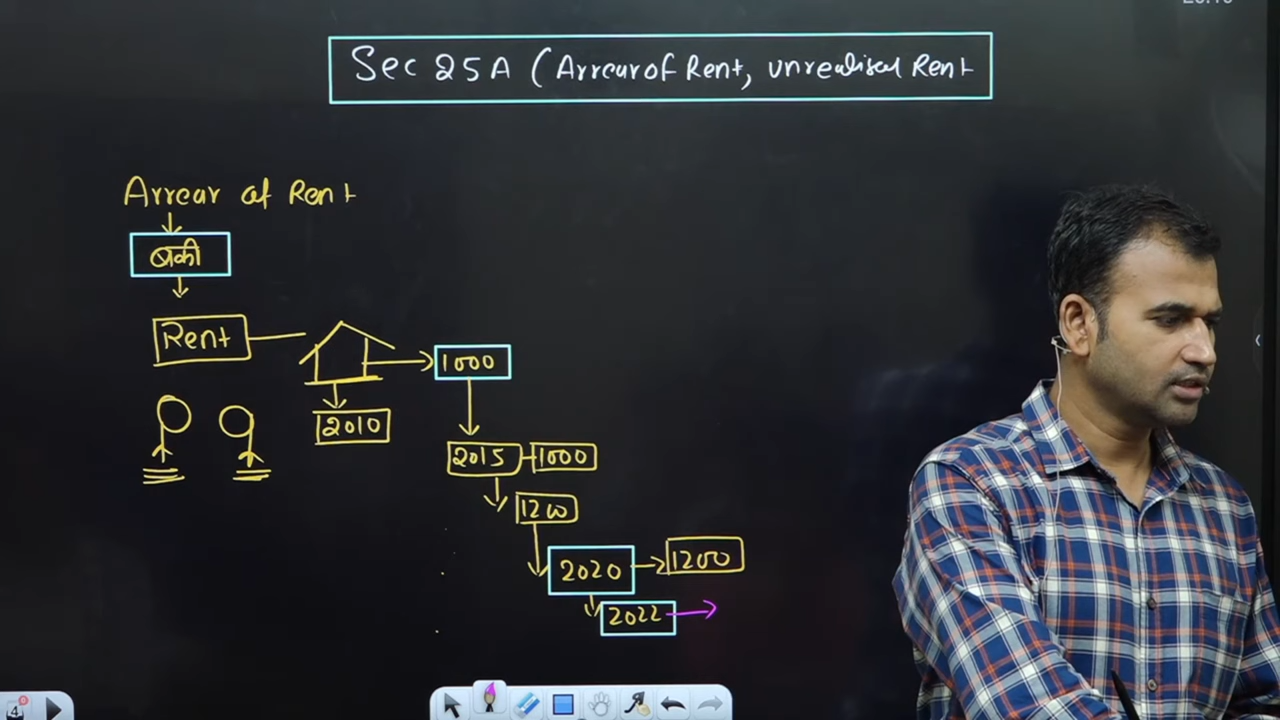 Sec 25A (Arrear of Rent, unrealised Rent
Arrear of Rent
बाकी
Rent
1000
2010
2015 1000
1200
2020 1200
2022
4